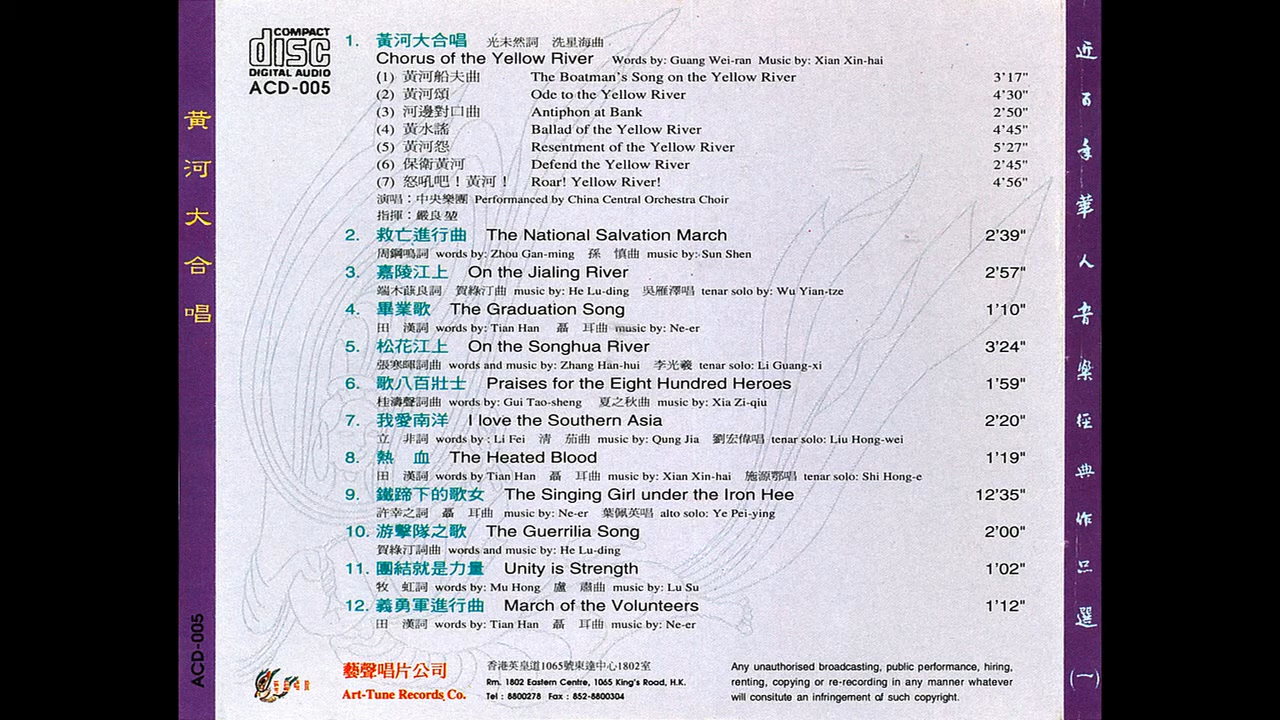 COMPACT
disc
DIGITAL AUDIO
ACD-005
黃河大合唱
ACD-005
1. 黃河大合唱 光未然詞 洗星海曲
Chorus of the Yellow River Words by: Guang Wei-ran Music by: Xian Xin-hai
(1) 黃河船夫曲 The Boatman's Song on the Yellow River 3'17"
(2) 黃河頌 Ode to the Yellow River 4'30"
(3) 河邊對口曲 Antiphon at Bank 2'50"
(4) 黃水謠 Ballad of the Yellow River 4'45"
(5) 黃河怨 Resentment of the Yellow River 5'27"
(6) 保衛黃河 Defend the Yellow River 2'45"
(7) 怒吼吧！黃河！ Roar! Yellow River! 4'56"
演唱：中央樂團 Performanced by China Central Orchestra Choir
指揮：嚴良堃
2. 救亡進行曲 The National Salvation March 2'39"
周鋼鳴詞 words by: Zhou Gan-ming 孫 慎曲 music by: Sun Shen
3. 嘉陵江上 On the Jialing River 2'57"
端木蕻良詞 賀綠汀曲 music by: He Lu-ding 吳雁澤唱 tenar solo by: Wu Yian-tze
4. 畢業歌 The Graduation Song 1'10"
田 漢詞 words by: Tian Han 聶 耳曲 music by: Ne-er
5. 松花江上 On the Songhua River 3'24"
張寒暉詞曲 words and music by: Zhang Han-hui 李光羲 tenar solo: Li Guang-xi
6. 歌八百壯士 Praises for the Eight Hundred Heroes 1'59"
桂濤聲詞曲 words by: Gui Tao-sheng 夏之秋曲 music by: Xia Zi-qiu
7. 我愛南洋 I love the Southern Asia 2'20"
立 非詞 words by : Li Fei 清 茄曲 music by: Qung Jia 劉宏偉唱 tenar solo: Liu Hong-wei
8. 熱 血 The Heated Blood 1'19"
田 漢詞 words by Tian Han 聶 耳曲 music by: Xian Xin-hai 施源鄂唱 tenar solo: Shi Hong-e
9. 鐵蹄下的歌女 The Singing Girl under the Iron Hee 12'35"
許幸之詞 聶 耳曲 music by: Ne-er 葉佩英唱 alto solo: Ye Pei-ying
10. 游擊隊之歌 The Guerrilia Song 2'00"
賀綠汀詞曲 words and music by: He Lu-ding
11. 團結就是力量 Unity is Strength 1'02"
牧 虹詞 words by: Mu Hong 盧 肅曲 music by: Lu Su
12. 義勇軍進行曲 March of the Volunteers 1'12"
田 漢詞 words by: Tian Han 聶 耳曲 music by: Ne-er
藝聲唱片公司
Art-Tune Records Co.
香港英皇道1065號東達中心1802室
Rm. 1802 Eastern Centre, 1065 King's Road, H.K.
Tel : 8800278 Fax : 852-8800304
Any unauthorised broadcasting, public performance, hiring,
renting, copying or re-recording in any manner whatever
will consitute an infringement of such copyright.
近百年華人音樂經典作品選(一)